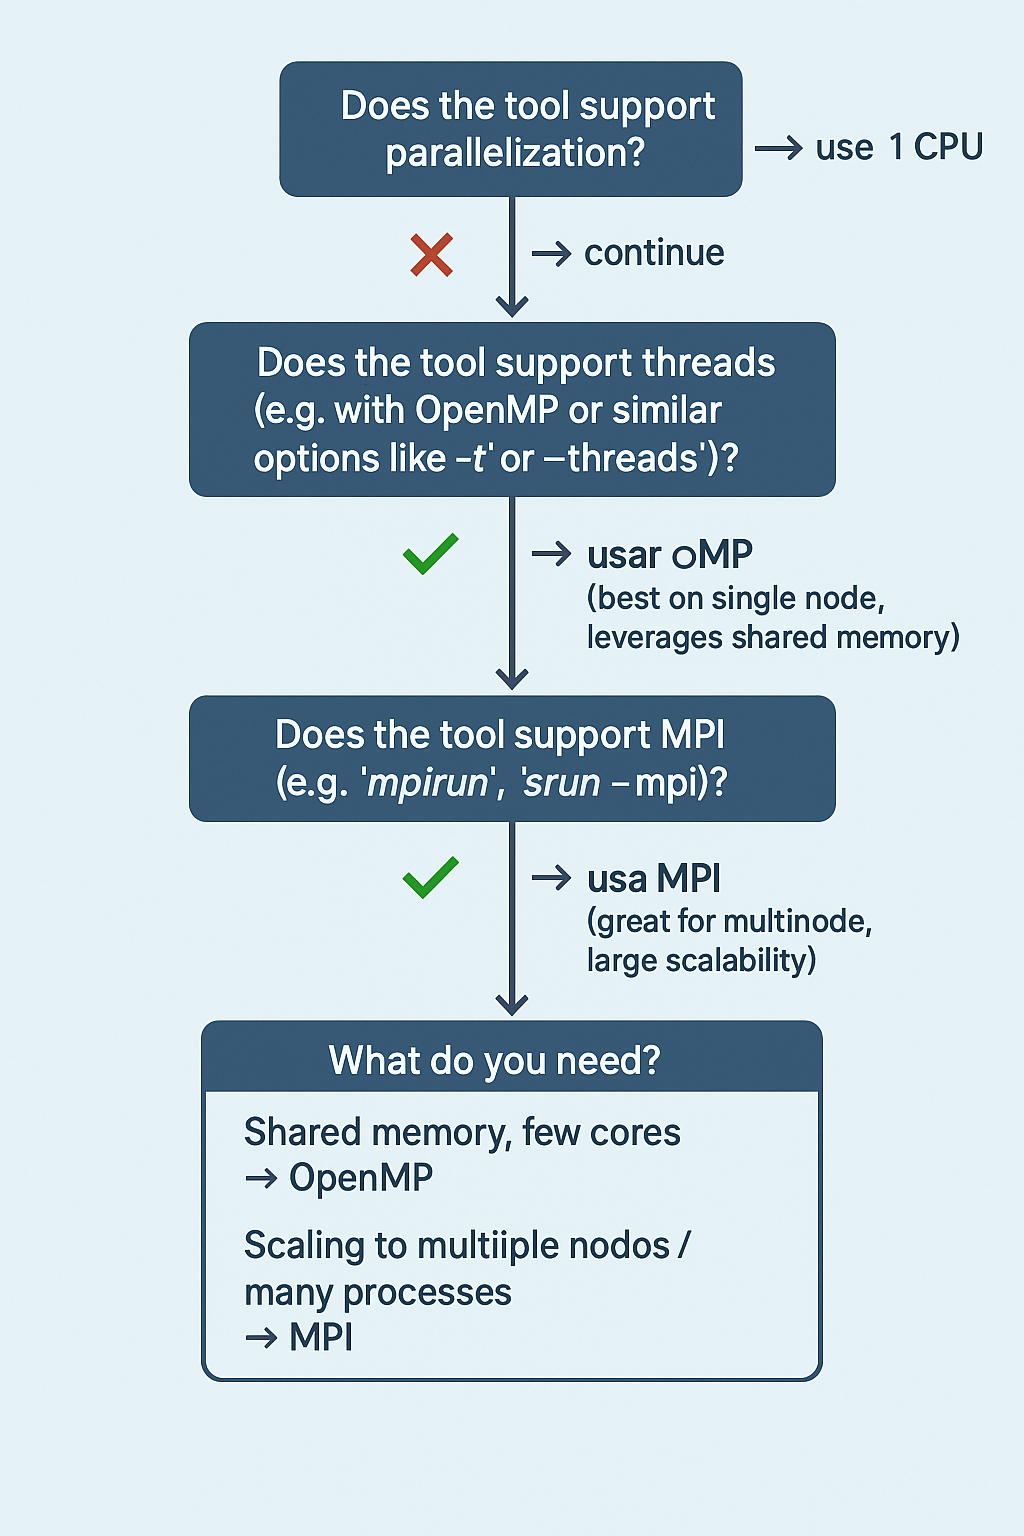 Does the tool support
parallelization?
→ use 1 CPU
→ continue
Does the tool support threads
(e.g. with OpenMP or similar
options like -t' or –threads')?
→ usar oMP
(best on single node,
leverages shared memory)
Does the tool support MPI
(e.g. 'mpirun', 'srun –mpi)?
→ usa MPI
(great for multinode,
large scalability)
What do you need?
Shared memory, few cores
→ OpenMP
Scaling to multiiple nodos /
many processes
→ MPI